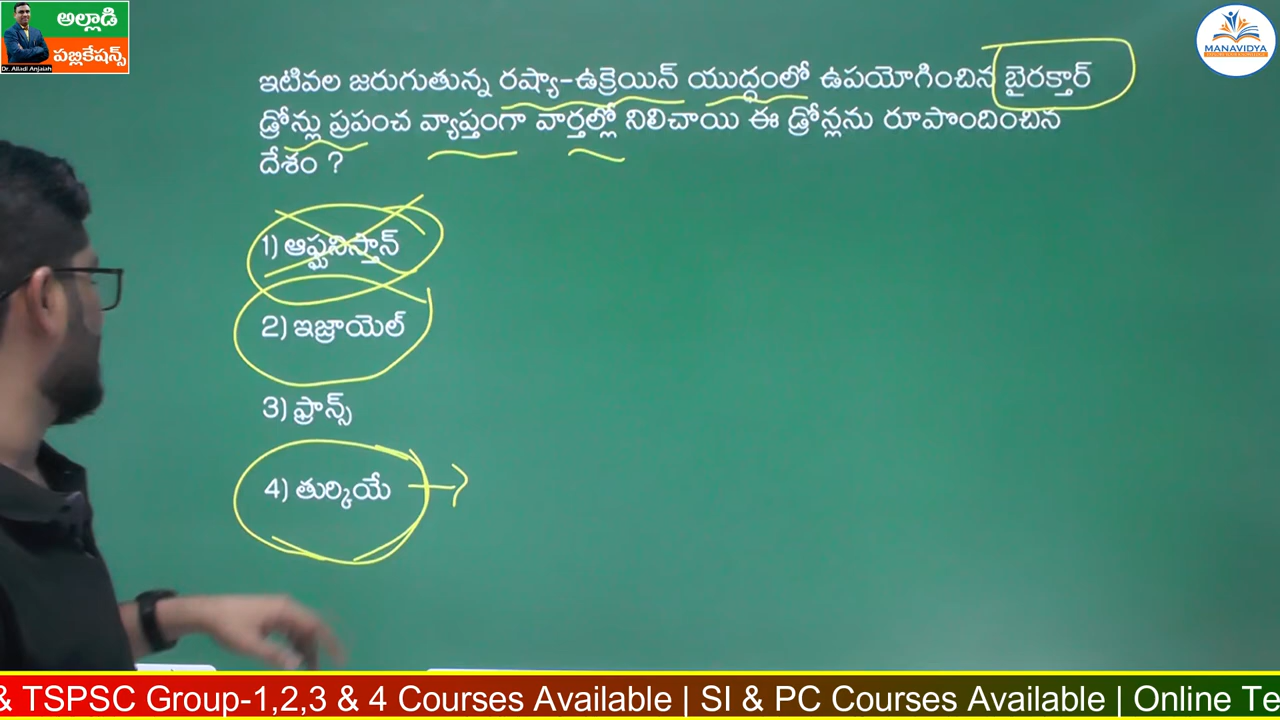 అల్లాడి
పబ్లికేషన్స్
Dr. Alladi Anjaiah
MANAVIDYA
ఇటివల జరుగుతున్న రష్యా-ఉక్రెయిన్ యుద్ధంలో ఉపయోగించిన బైరక్తార్
డ్రోన్లు ప్రపంచ వ్యాప్తంగా వార్తల్లో నిలిచాయి ఈ డ్రోన్లను రూపొందించిన
దేశం ?
1) ఆఫ్ఘనిస్తాన్
2) ఇజ్రాయెల్
3) ఫ్రాన్స్
4) తుర్కియే
& TSPSC Group-1,2,3 & 4 Courses Available | SI & PC Courses Available | Online Te